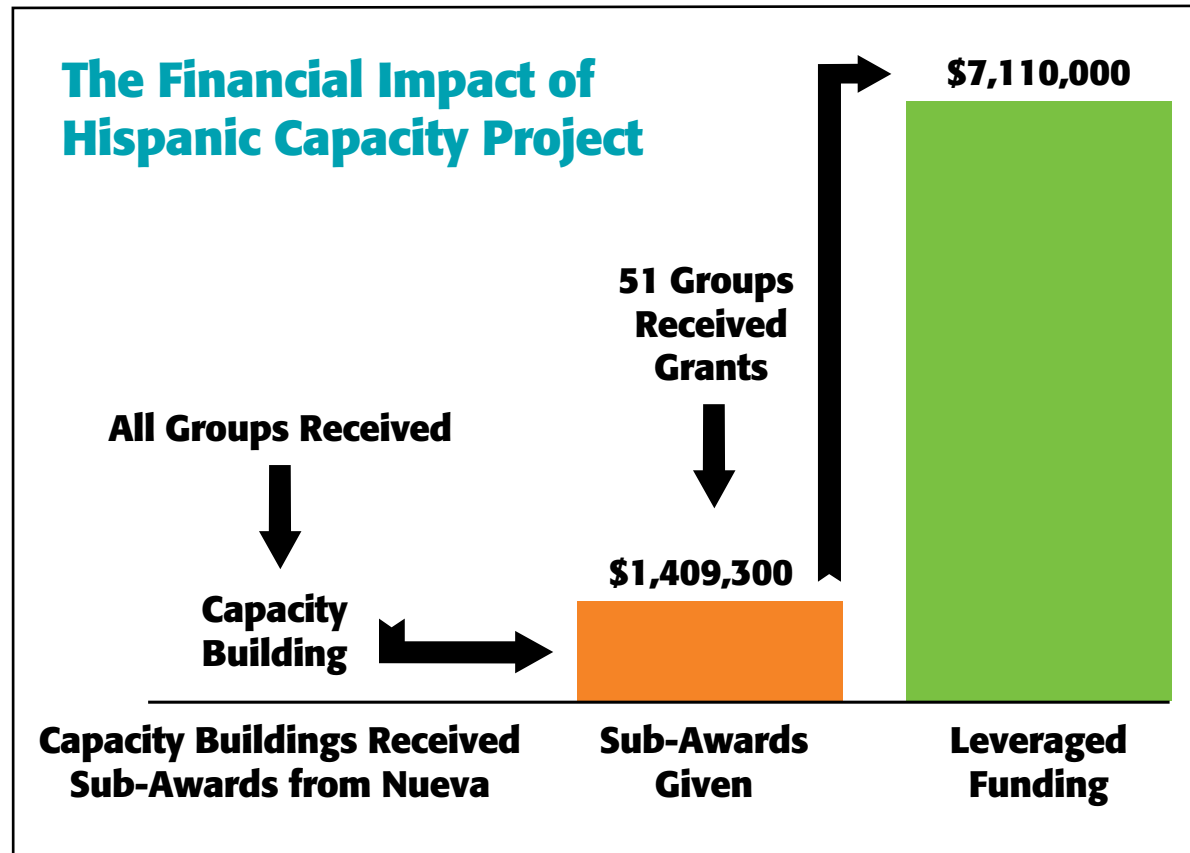 The Financial Impact of
Hispanic Capacity Project
$7,110,000
51 Groups
Received
Grants
All Groups Received
$1,409,300
Capacity
Building
Capacity Buildings Received
Sub-Awards from Nueva
Sub-Awards
Given
Leveraged
Funding